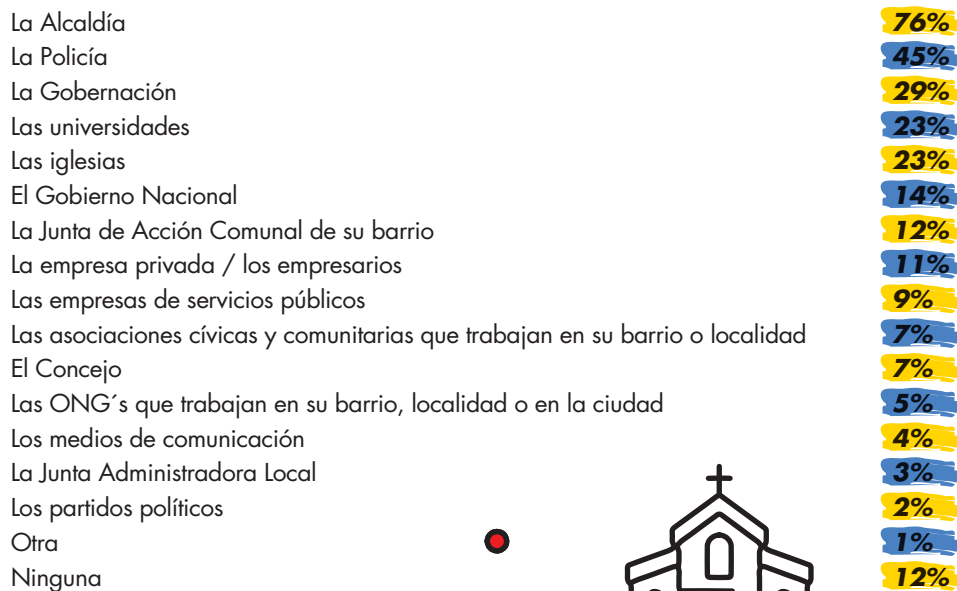 La Alcaldía 76%
La Policía 45%
La Gobernación 29%
Las universidades 23%
Las iglesias 23%
El Gobierno Nacional 14%
La Junta de Acción Comunal de su barrio 12%
La empresa privada / los empresarios 11%
Las empresas de servicios públicos 9%
Las asociaciones cívicas y comunitarias que trabajan en su barrio o localidad 7%
El Concejo 7%
Las ONG´s que trabajan en su barrio, localidad o en la ciudad 5%
Los medios de comunicación 4%
La Junta Administradora Local 3%
Los partidos políticos 2%
Otra 1%
Ninguna 12%